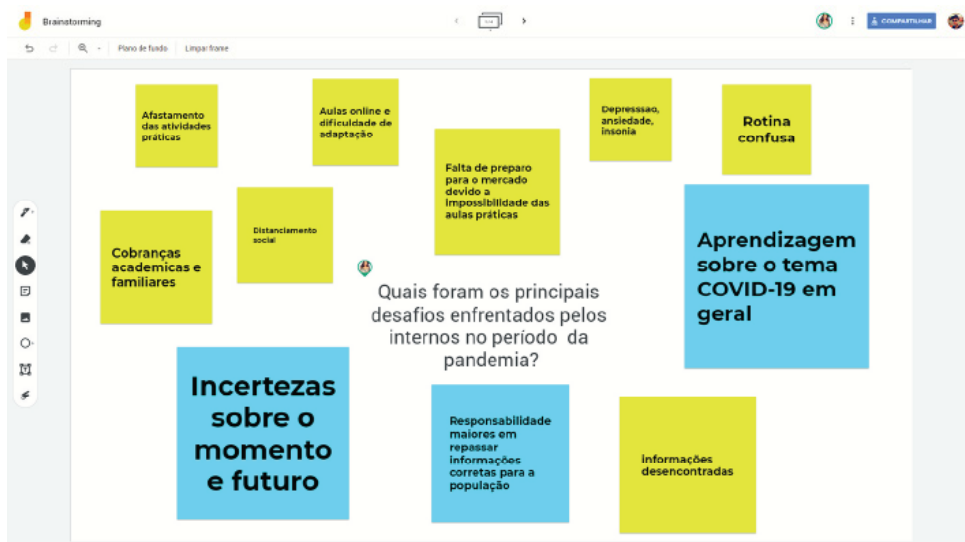 Brainstorming
COMPARTILHAR
Plano de fundo
Limpar frame
Afastamento
das atividades
práticas
Aulas online e
dificuldade de
adaptação
Falta de preparo
para o mercado
devido a
impossibilidade das
aulas práticas
Depresssao,
ansiedade,
insonia
Rotina
confusa
Cobranças
academicas e
familiares
Distanciamento
social
Aprendizagem
sobre o tema
COVID-19 em
geral
Quais foram os principais
desafios enfrentados pelos
internos no período da
pandemia?
Incertezas
sobre o
momento
e futuro
Responsabilidade
maiores em
repassar
informações
corretas para a
população
informações
desencontradas